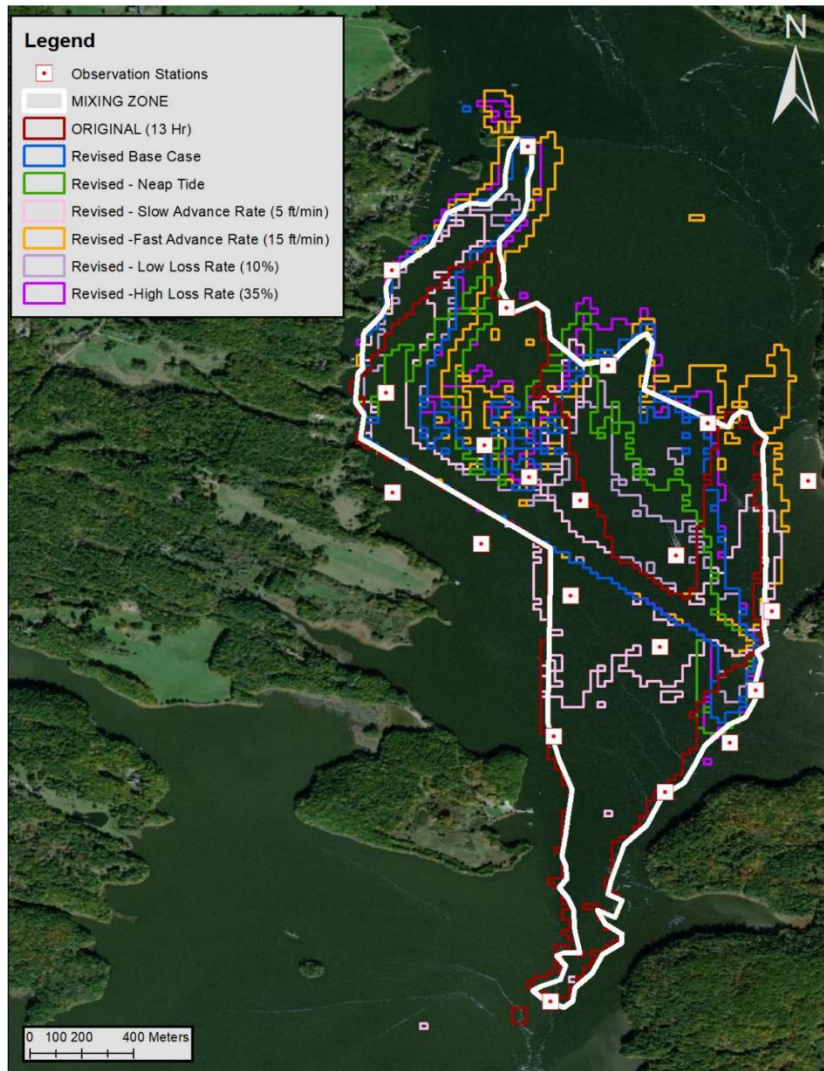 Legend
Observation Stations
MIXING ZONE
ORIGINAL (13 Hr)
Revised Base Case
Revised - Neap Tide
Revised - Slow Advance Rate (5 ft/min)
Revised -Fast Advance Rate (15 ft/min)
Revised - Low Loss Rate (10%)
Revised -High Loss Rate (35%)
N
0 100 200 400 Meters